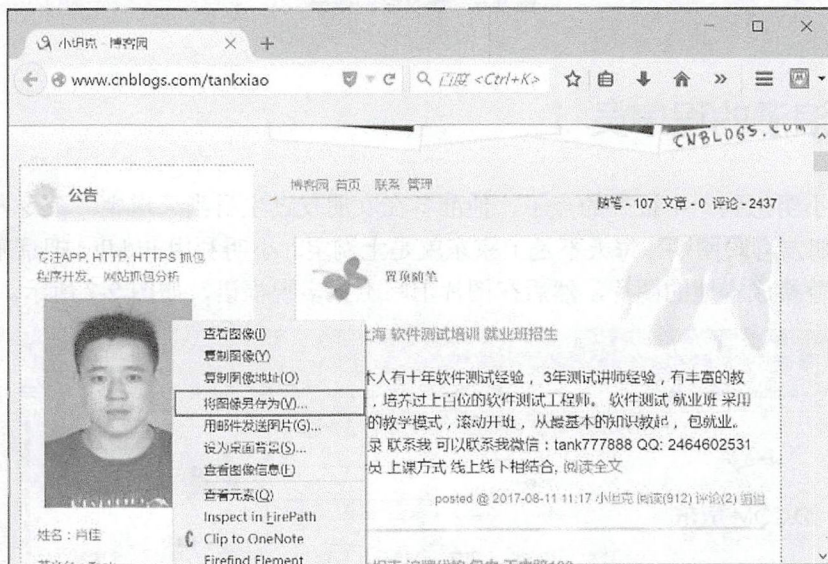 小坦克 - 博客园
www.cnblogs.com/tankxiao
百度 <Ctrl+K>
CNBLOGS.COM
公告
博客园 首页 联系 管理
随笔 - 107 文章 - 0 评论 - 2437
专注APP, HTTP, HTTPS 抓包
程序开发。 网站抓包分析
置顶随笔
查看图像(I)
复制图像(Y)
复制图像地址(O)
将图像另存为(V)...
用邮件发送图片(G)...
设为桌面背景(S)...
查看图像信息(F)
查看元素(Q)
Inspect in FirePath
Clip to OneNote
Firefind Element
上海 软件测试培训 就业班招生
本人有十年软件测试经验， 3年测试讲师经验，有丰富的教
，培养过上百位的软件测试工程师。 软件测试 就业班 采用
的教学模式，滚动开班， 从最基本的知识教起， 包就业。
录 联系我 可以联系我微信：tank777888 QQ: 2464602531
员 上课方式 线上线下相结合, 阅读全文
posted @ 2017-08-11 11:17 小坦克 阅读(912) 评论(2) 编辑
姓名：肖佳